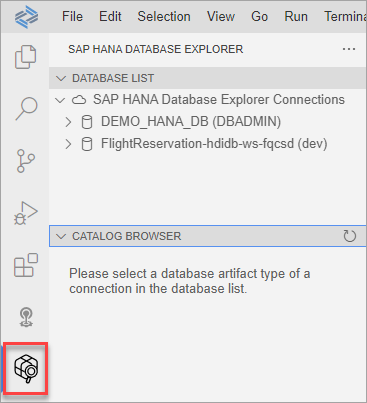 File Edit Selection View Go Run Termina
SAP HANA DATABASE EXPLORER
DATABASE LIST
SAP HANA Database Explorer Connections
DEMO_HANA_DB (DBADMIN)
FlightReservation-hdidb-ws-fqcsd (dev)
CATALOG BROWSER
Please select a database artifact type of a
connection in the database list.